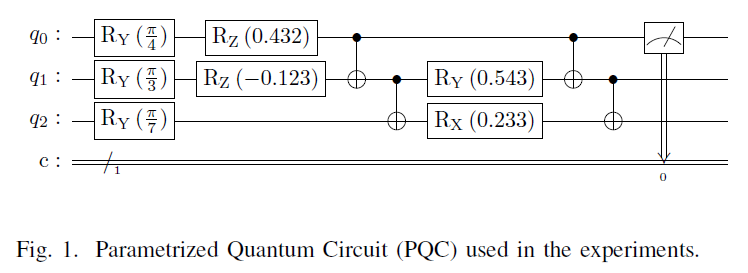 q0 : RY (π/4) RZ (0.432)
q1 : RY (π/3) RZ (−0.123) RY (0.543)
q2 : RY (π/7) RX (0.233)
c : 1 0
Fig. 1. Parametrized Quantum Circuit (PQC) used in the experiments.